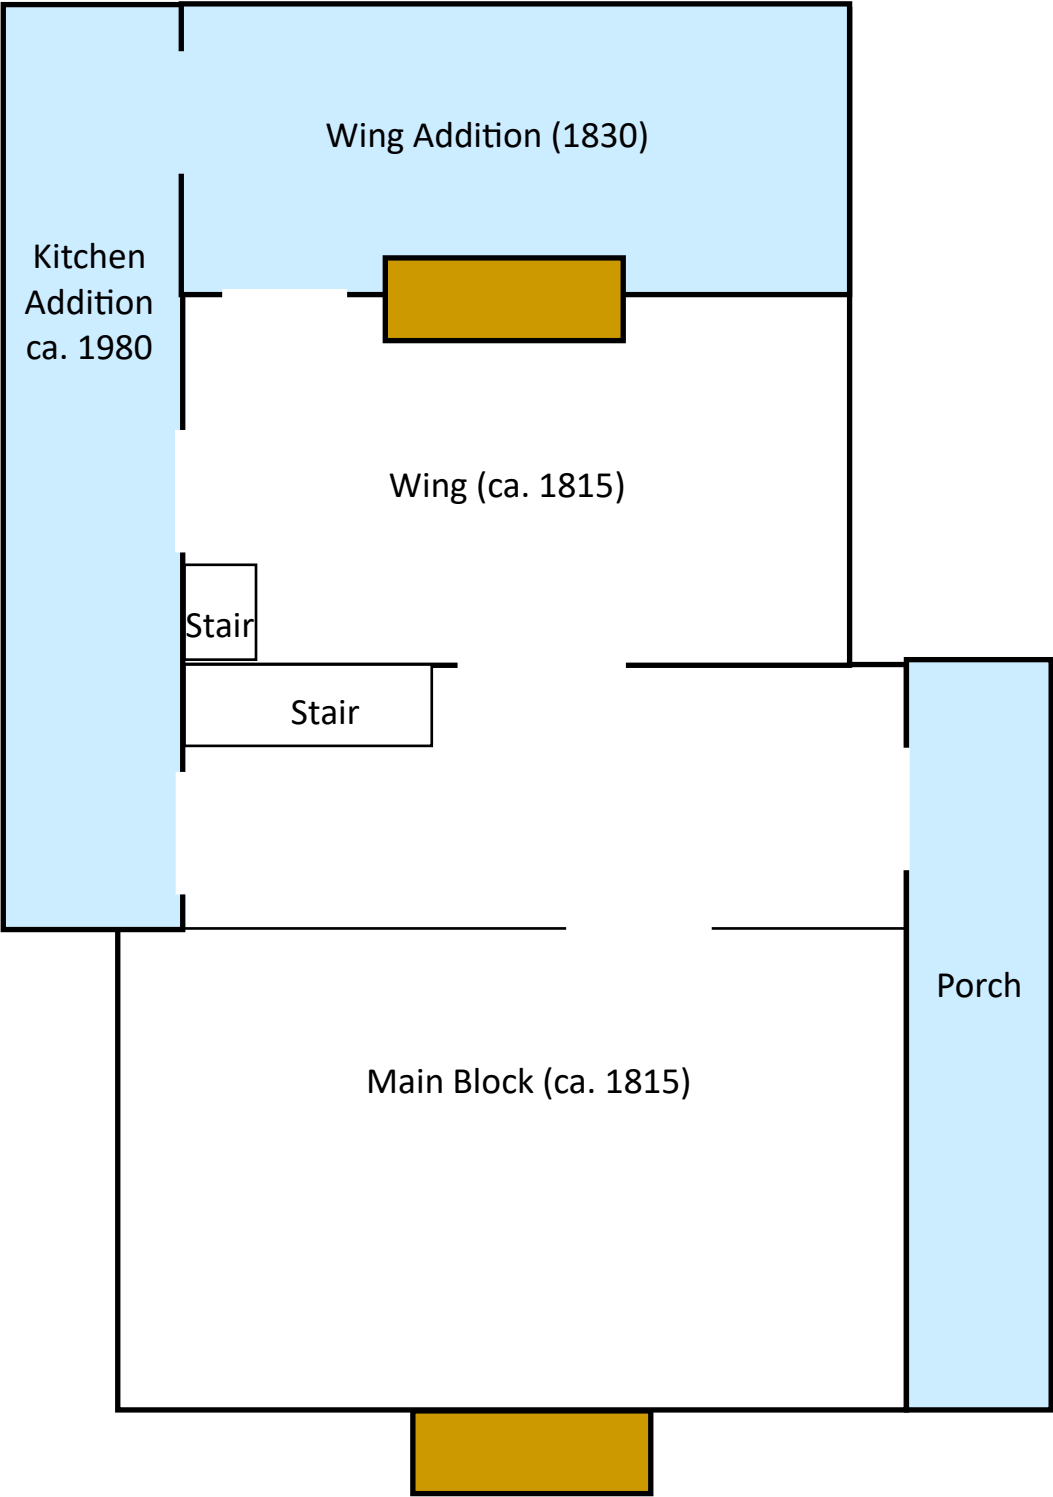 Wing Addition (1830)
Kitchen
Addition
ca. 1980
Wing (ca. 1815)
Stair
Stair
Porch
Main Block (ca. 1815)